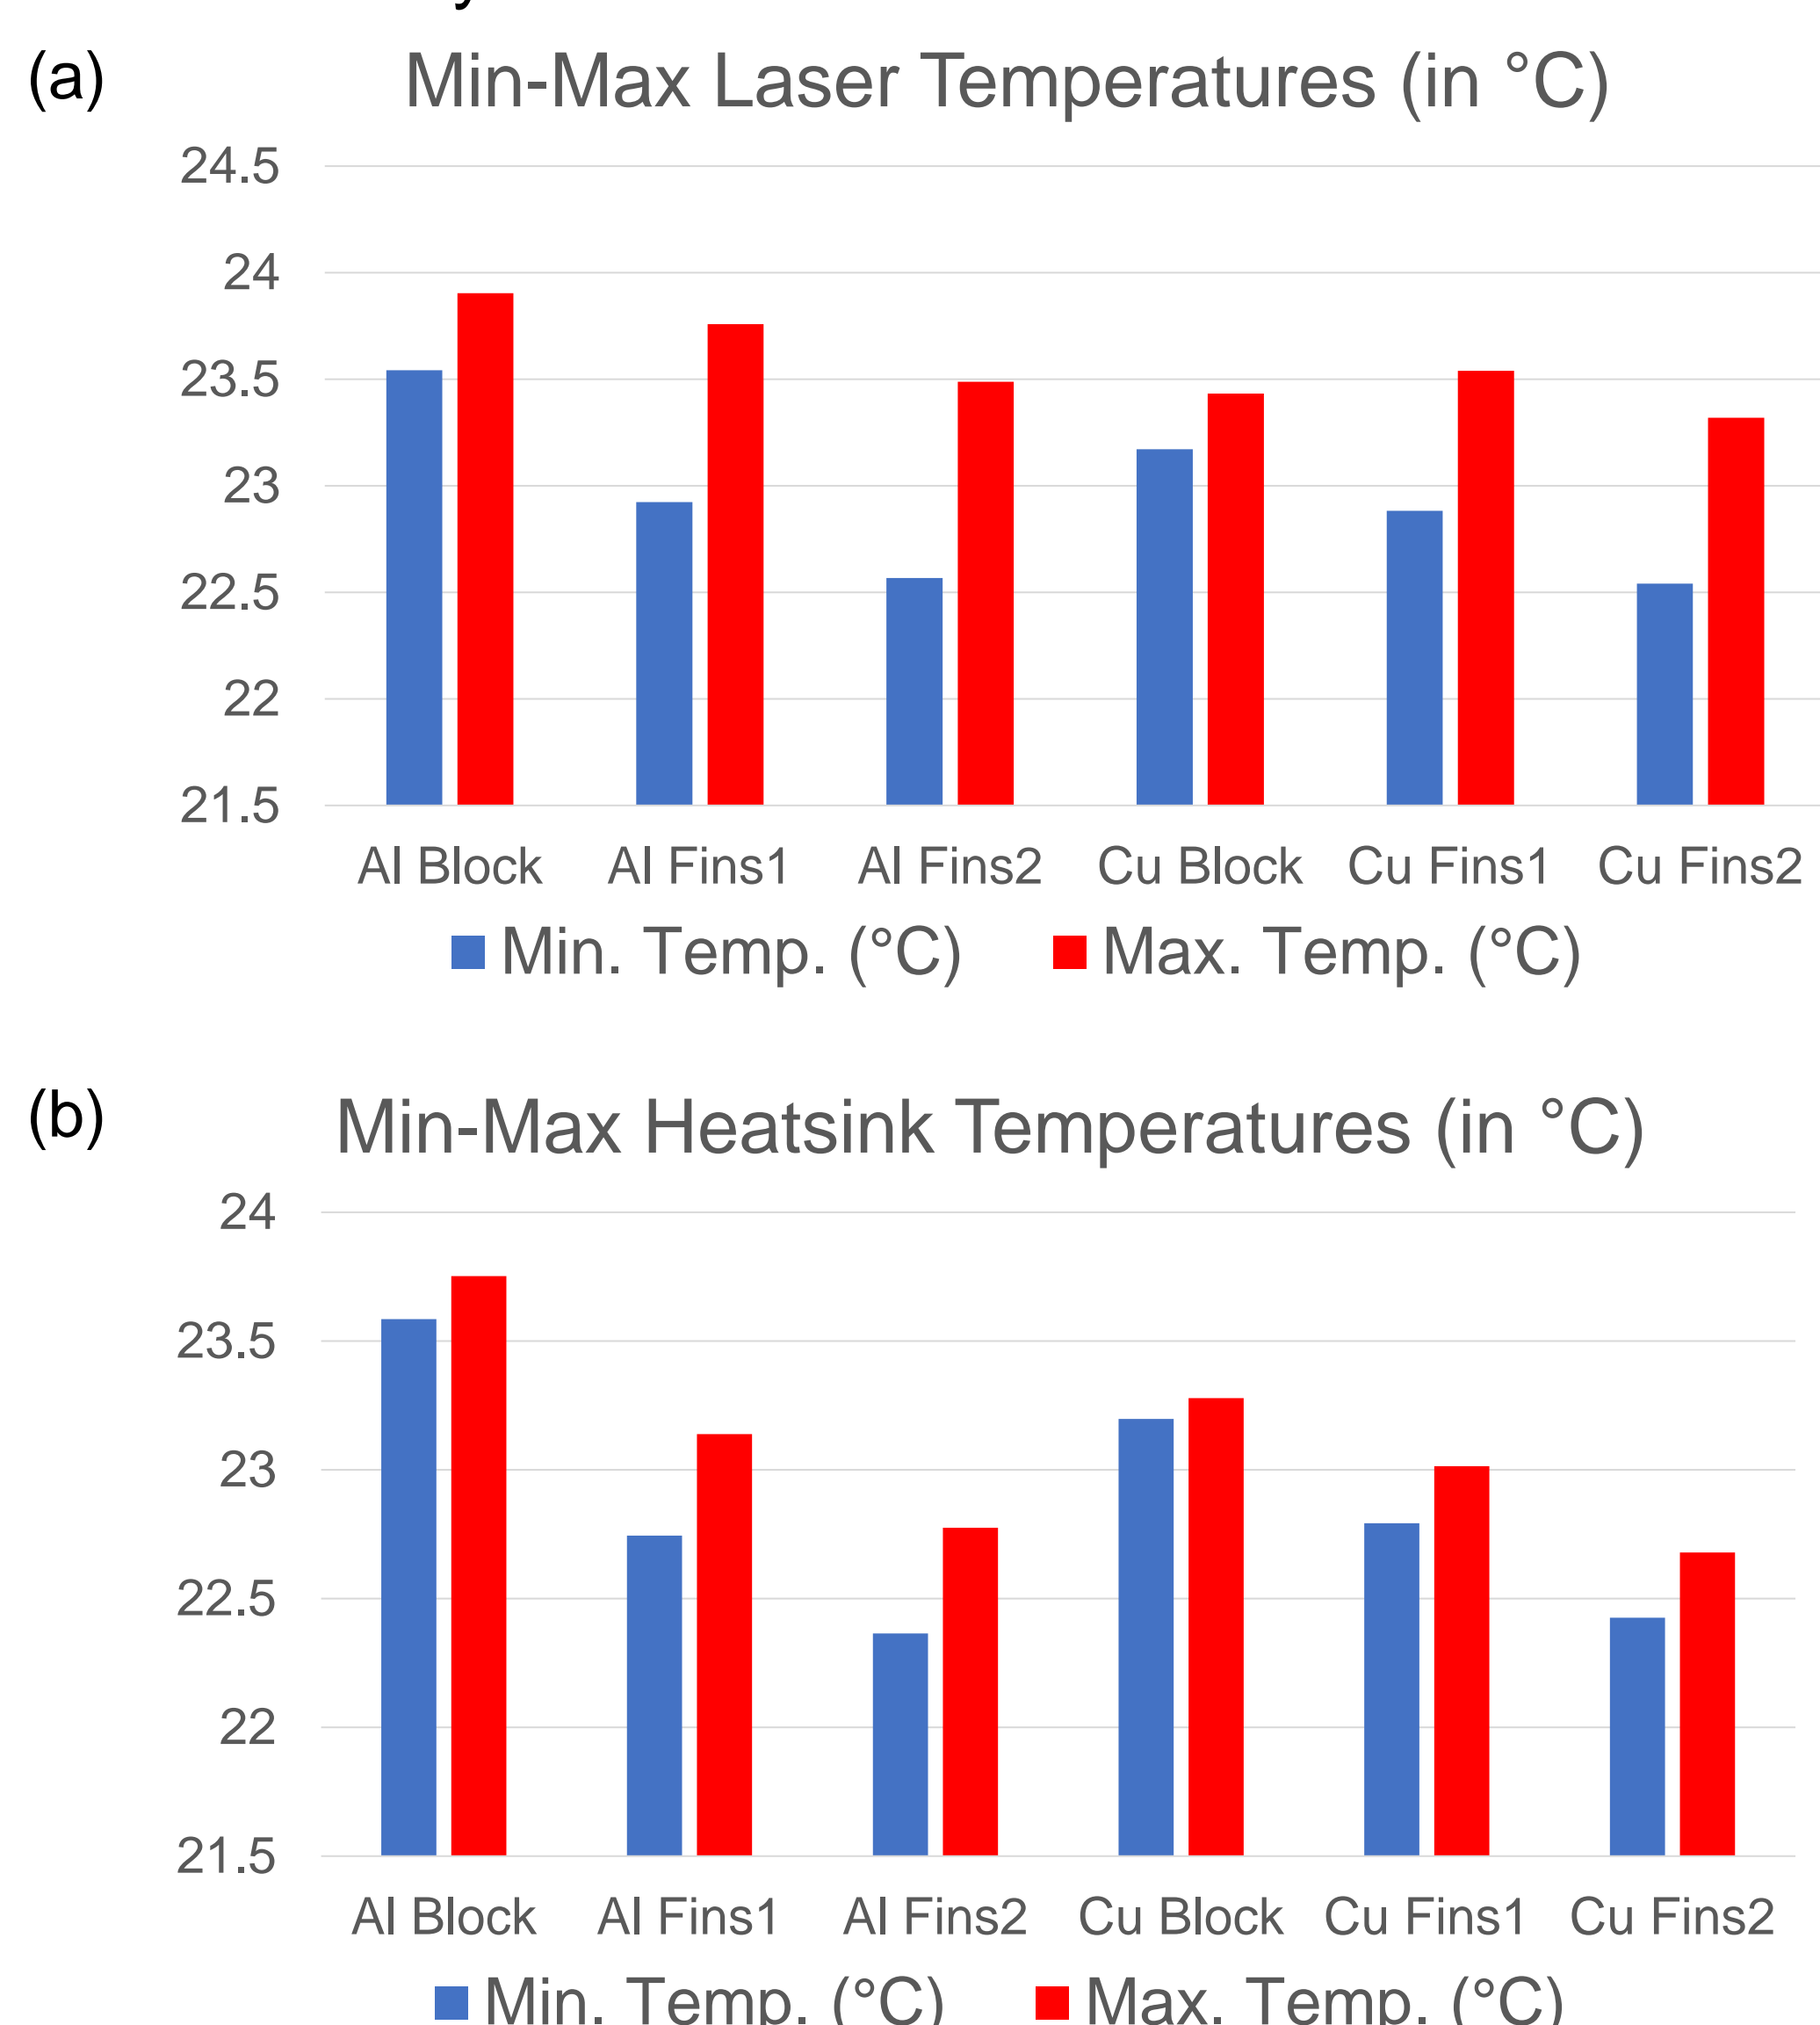 (a)
Min-Max Laser Temperatures (in °C)
24.5
24
23.5
23
22.5
22
21.5
Al Block Al Fins1 Al Fins2 Cu Block Cu Fins1 Cu Fins2
Min. Temp. (°C) Max. Temp. (°C)
(b)
Min-Max Heatsink Temperatures (in °C)
24
23.5
23
22.5
22
21.5
Al Block Al Fins1 Al Fins2 Cu Block Cu Fins1 Cu Fins2
Min. Temp. (°C) Max. Temp. (°C)